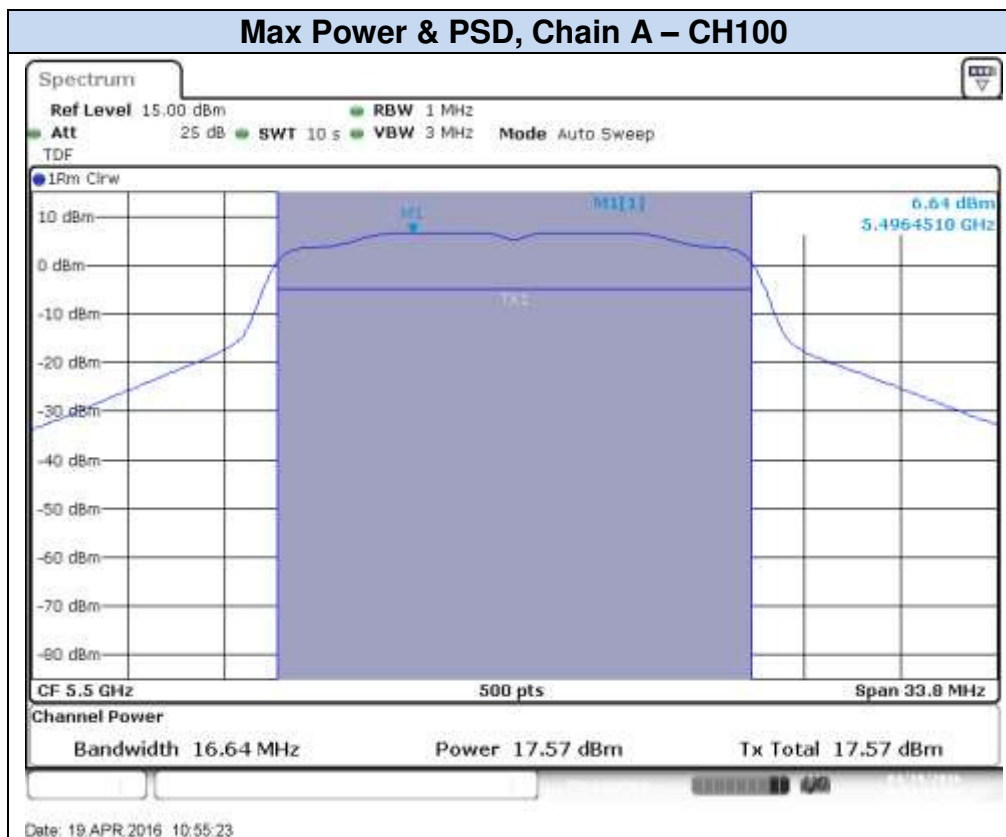 Max Power & PSD, Chain A – CH100
Spectrum
Ref Level 15.00 dBm RBW 1 MHz
Att 25 dB SWT 10 s VBW 3 MHz Mode Auto Sweep
TDF
1Rm Clrw
M1
M1[1] 6.64 dBm
5.4964510 GHz
10 dBm
0 dBm
Tx1
-10 dBm
-20 dBm
-30 dBm
-40 dBm
-50 dBm
-60 dBm
-70 dBm
-80 dBm
CF 5.5 GHz 500 pts Span 33.8 MHz
Channel Power
Bandwidth 16.64 MHz Power 17.57 dBm Tx Total 17.57 dBm
Date: 19.APR.2016 10:55:23